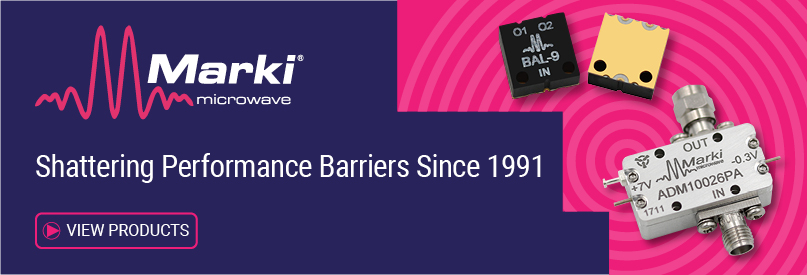 Marki®
microwave
Shattering Performance Barriers Since 1991
VIEW PRODUCTS
O1 O2
BAL-9
IN
OUT
Marki
microwave
-0.3V
+7V
ADM10026PA
1711
IN